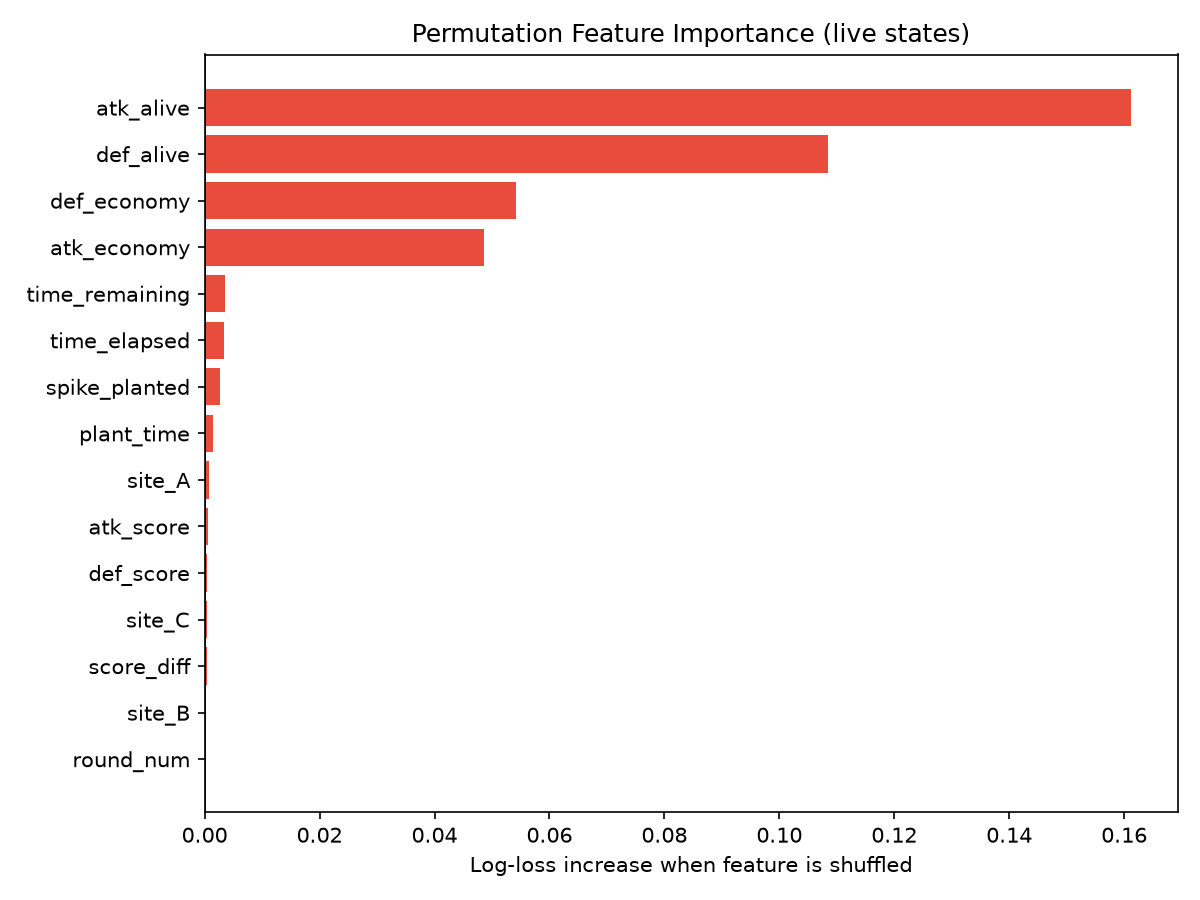 Permutation Feature Importance (live states)
atk_alive
def_alive
def_economy
atk_economy
time_remaining
time_elapsed
spike_planted
plant_time
site_A
atk_score
def_score
site_C
score_diff
site_B
round_num
0.00 0.02 0.04 0.06 0.08 0.10 0.12 0.14 0.16
Log-loss increase when feature is shuffled